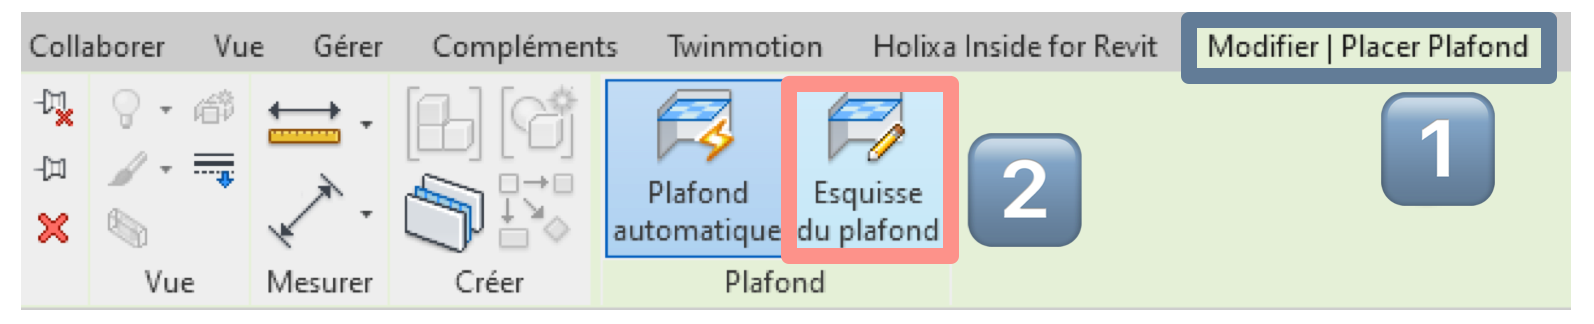 Collaborer Vue Gérer Compléments Twinmotion Holixa Inside for Revit Modifier | Placer Plafond
1
Plafond
automatique
Esquisse
du plafond
2
Vue Mesurer Créer Plafond